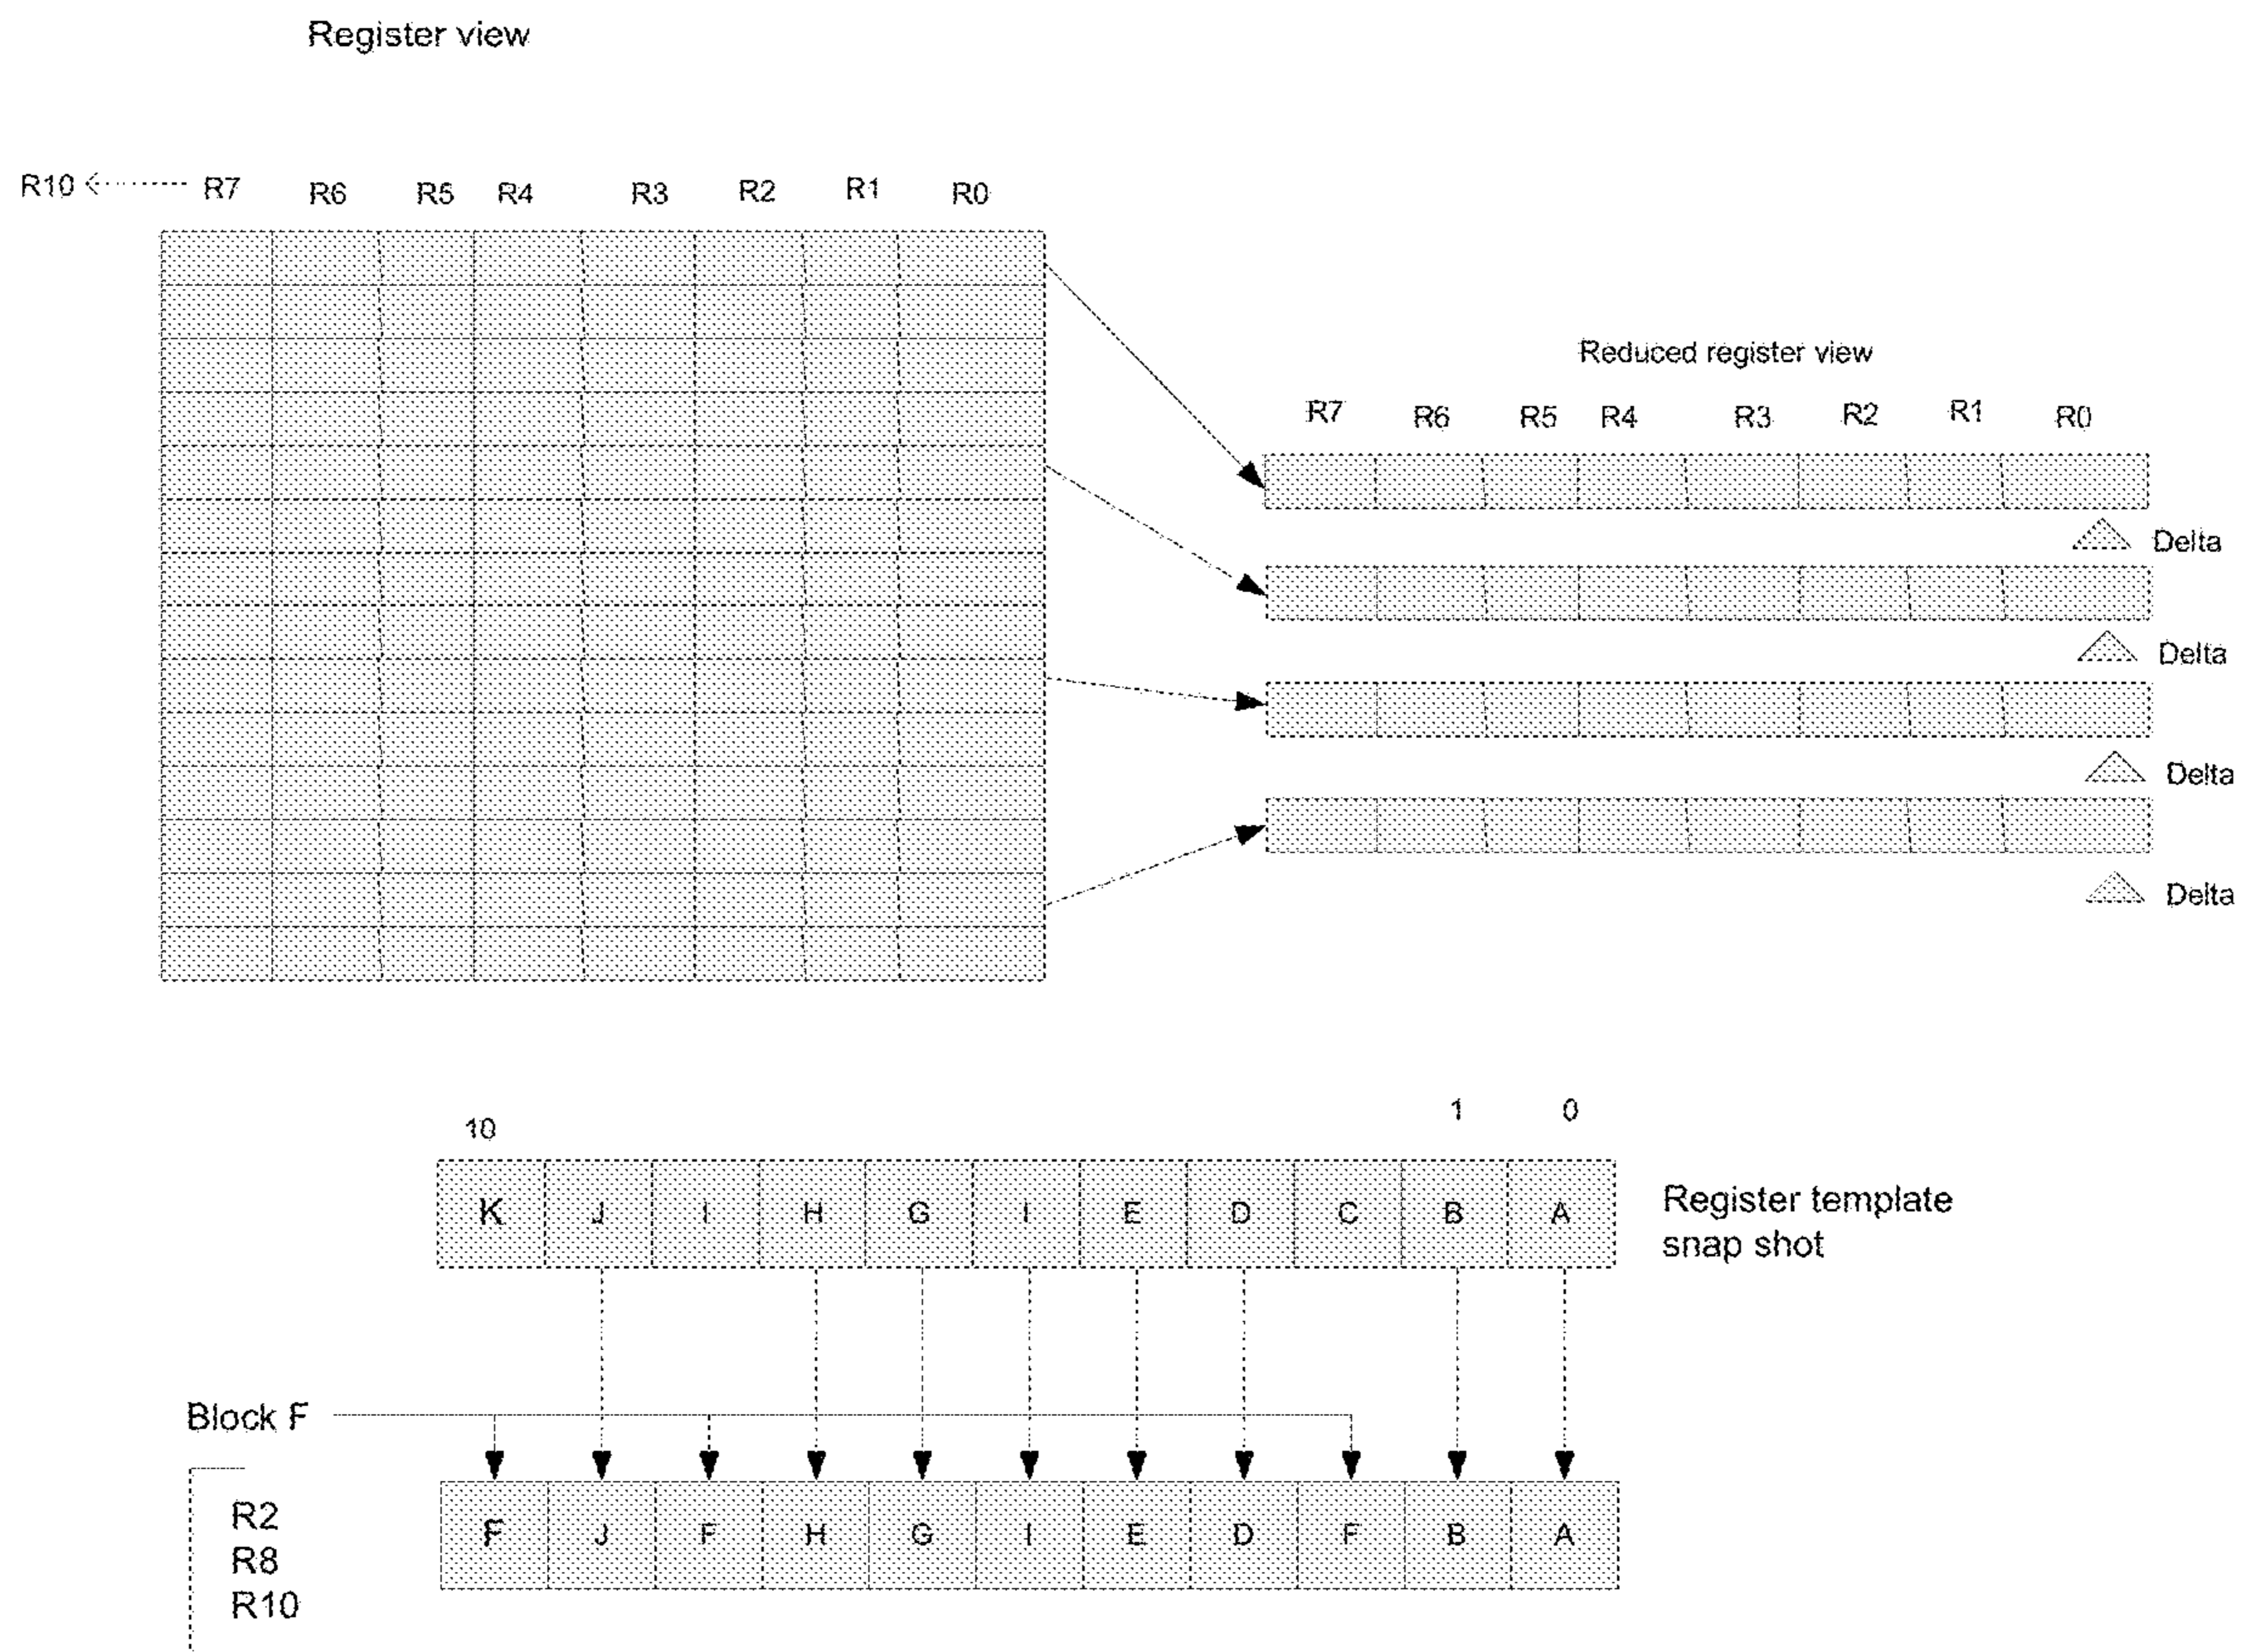 Register view
R10 R7 R6 R5 R4 R3 R2 R1 R0
Reduced register view
R7 R6 R5 R4 R3 R2 R1 R0
Delta
Delta
Delta
Delta
10 1 0
K J I H G I E D C B A
Register template
snap shot
Block F
F J F H G I E D F B A
R2
R8
R10